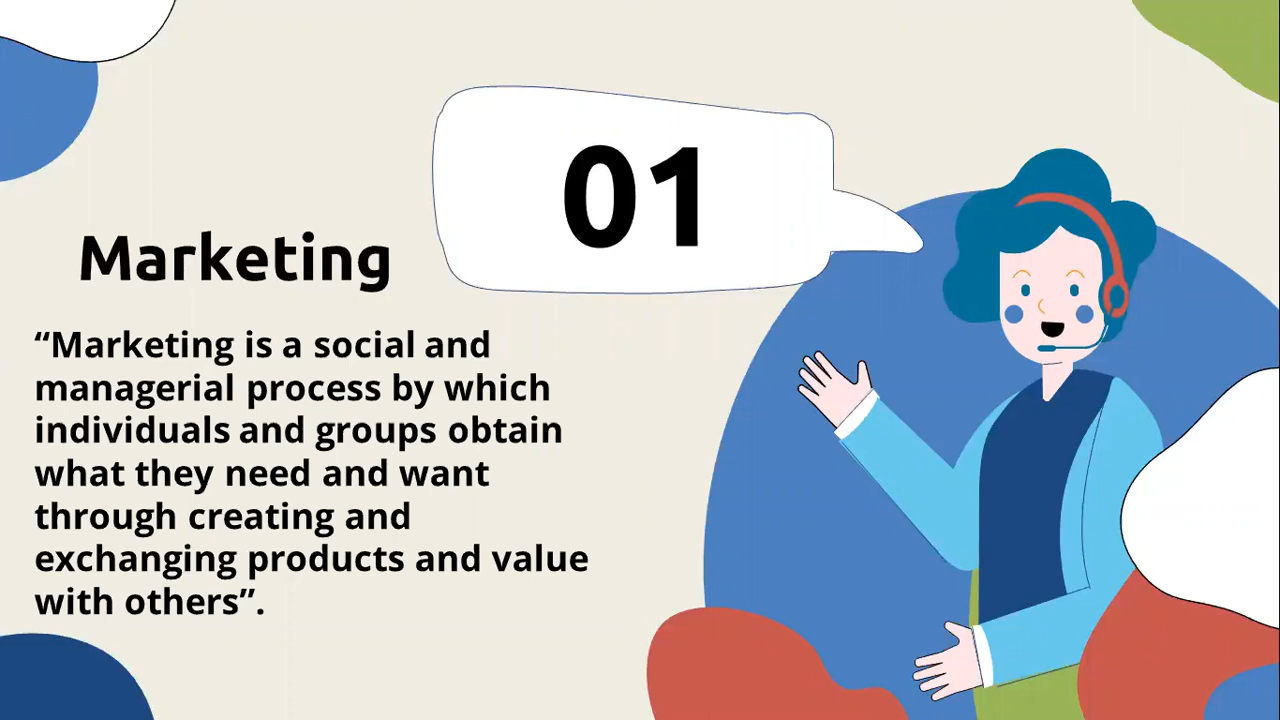 01
Marketing
“Marketing is a social and
managerial process by which
individuals and groups obtain
what they need and want
through creating and
exchanging products and value
with others”.